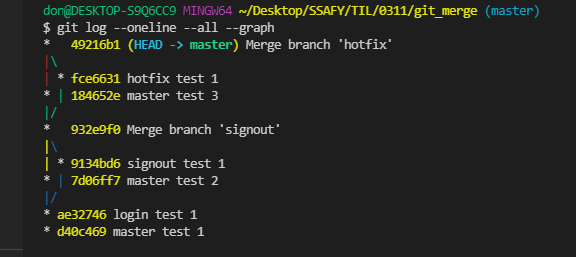 don@DESKTOP-S9Q6CC9 MINGW64 ~/Desktop/SSAFY/TIL/0311/git_merge (master)
$ git log --oneline --all --graph
*   49216b1 (HEAD -> master) Merge branch 'hotfix'
|\
| * fce6631 hotfix test 1
* | 184652e master test 3
|/
*   932e9f0 Merge branch 'signout'
|\
| * 9134bd6 signout test 1
* | 7d06ff7 master test 2
|/
* ae32746 login test 1
* d40c469 master test 1